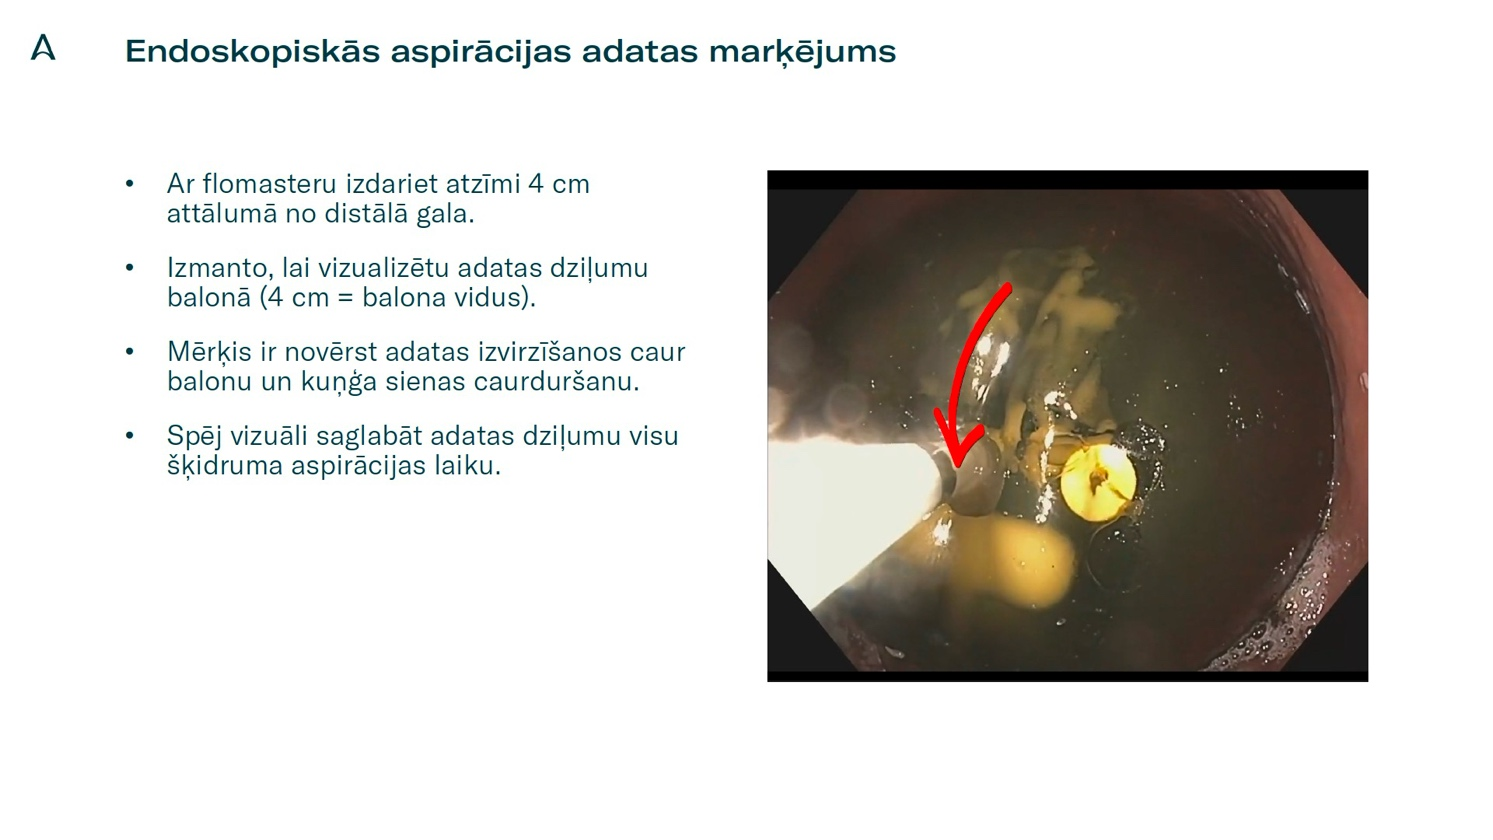 Endoskopiskās aspirācijas adatas marķējums
• Ar flomasteru izdariet atzīmi 4 cm
attālumā no distālā gala.
• Izmanto, lai vizualizētu adatas dziļumu
balonā (4 cm = balona vidus).
• Mērķis ir novērst adatas izvirzīšanos caur
balonu un kuņģa sienas caurduršanu.
• Spēj vizuāli saglabāt adatas dziļumu visu
šķidruma aspirācijas laiku.